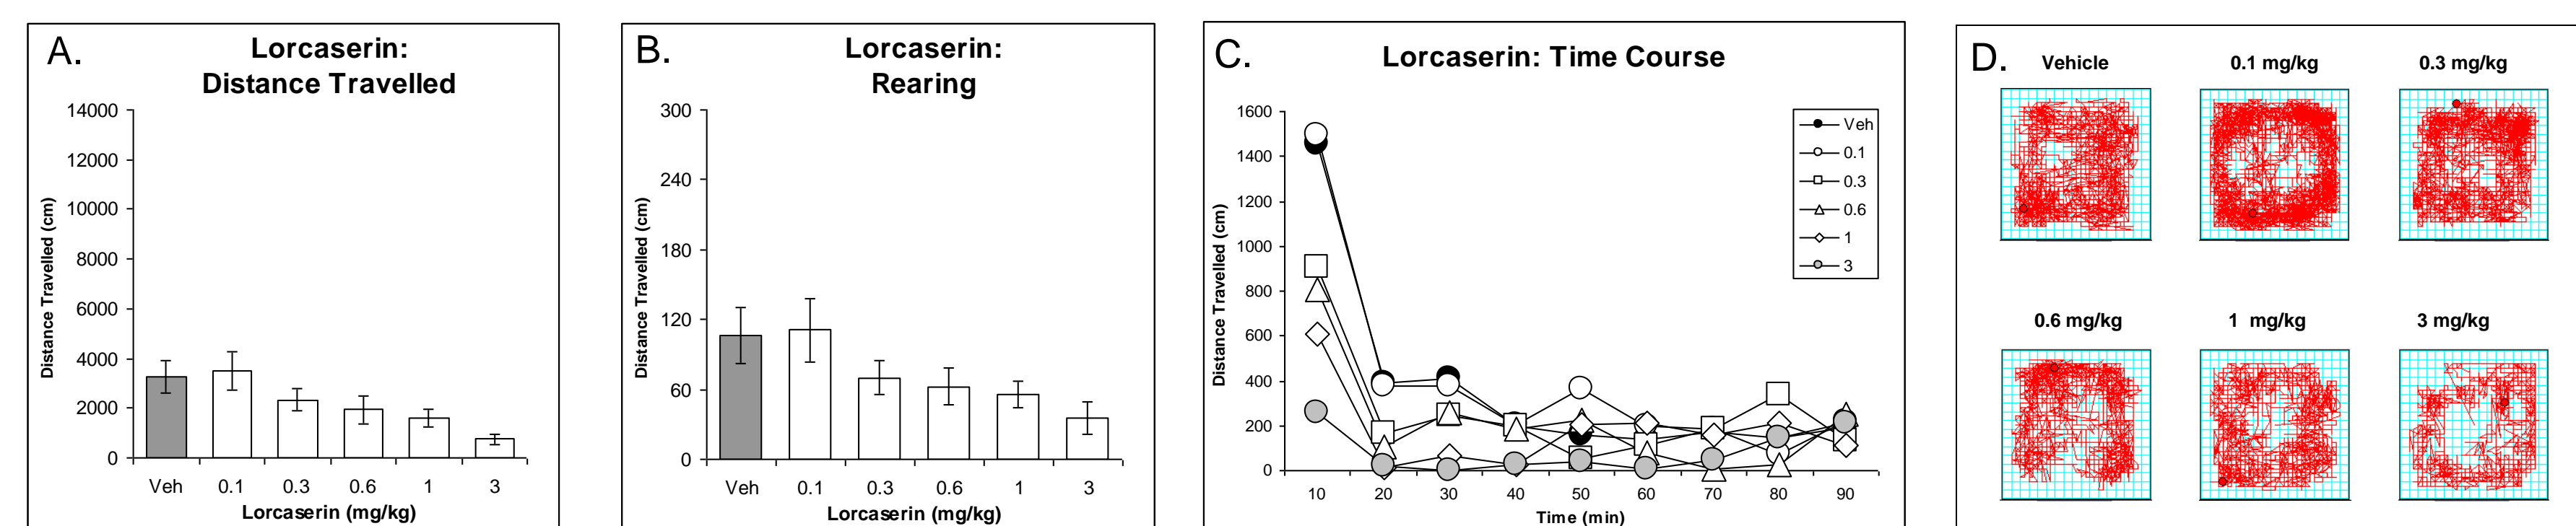 A.
Lorcaserin:
Distance Travelled
14000
12000
10000
8000
6000
4000
2000
0
Distance Travelled (cm)
Veh 0.1 0.3 0.6 1 3
Lorcaserin (mg/kg)
B.
Lorcaserin:
Rearing
300
240
180
120
60
0
Distance Travelled (cm)
Veh 0.1 0.3 0.6 1 3
Lorcaserin (mg/kg)
C.
Lorcaserin: Time Course
1600
1400
1200
1000
800
600
400
200
0
Distance Travelled (cm)
10 20 30 40 50 60 70 80 90
Time (min)
Veh
0.1
0.3
0.6
1
3
D.
Vehicle 0.1 mg/kg 0.3 mg/kg
0.6 mg/kg 1 mg/kg 3 mg/kg